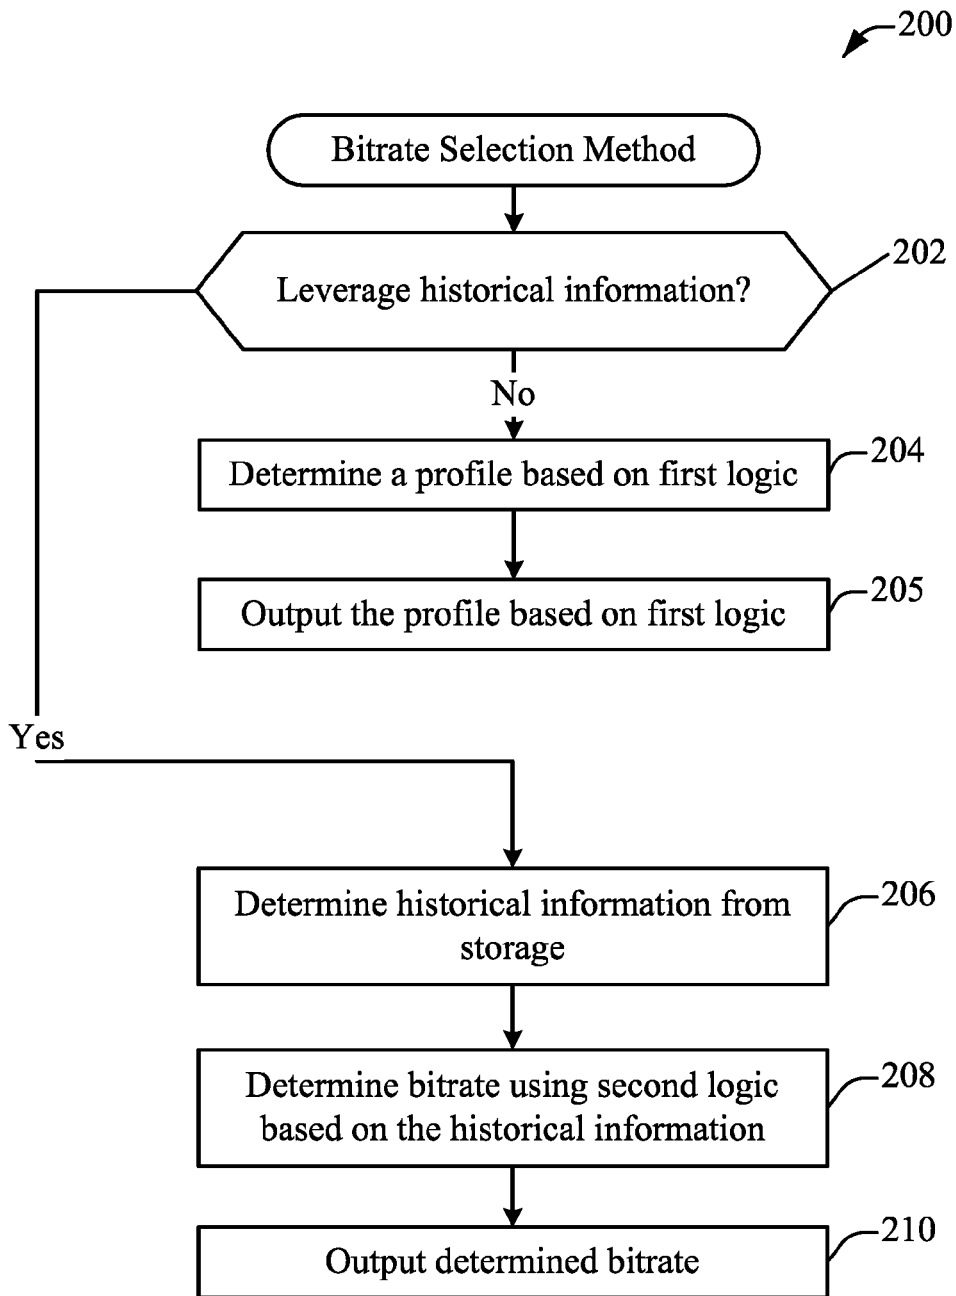 200
Bitrate Selection Method
202
Leverage historical information?
No
204
Determine a profile based on first logic
205
Output the profile based on first logic
Yes
206
Determine historical information from
storage
208
Determine bitrate using second logic
based on the historical information
210
Output determined bitrate